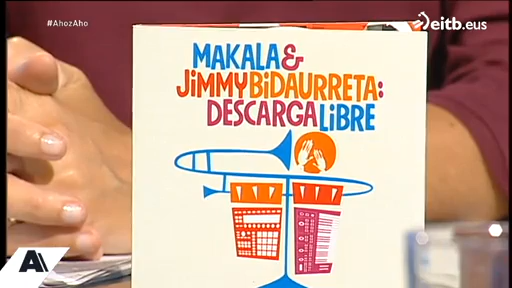 #AhozAho
eitb.eus
MAKALA &
JiMMY BiDAURRETA:
DESCARGA LiBRE
A